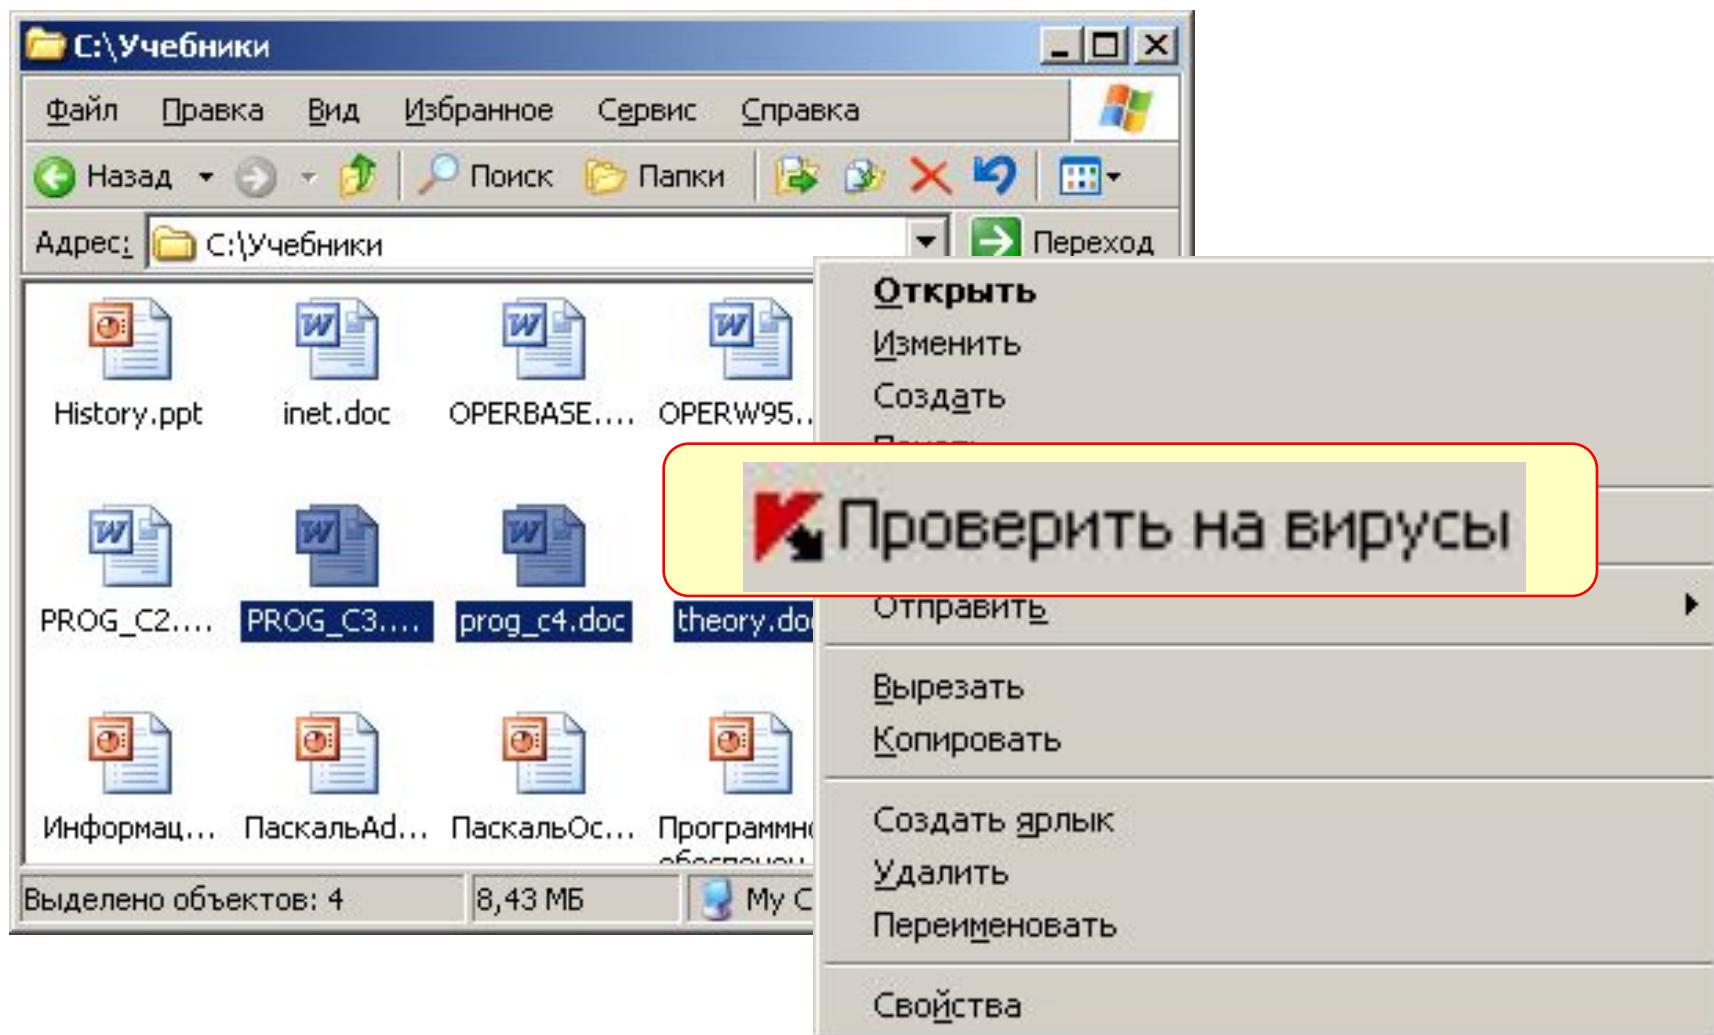 C:\Учебники
Файл Правка Вид Избранное Сервис Справка
Назад Поиск Папки
Адрес: C:\Учебники Переход
History.ppt inet.doc OPERBASE.... OPERW95..
PROG_C2.... PROG_C3.... prog_c4.doc theory.do
Информац... ПаскальAd... ПаскальОс... Программн
Выделено объектов: 4 8,43 МБ My C
Открыть
Изменить
Создать
Проверить на вирусы
Отправить
Вырезать
Копировать
Создать ярлык
Удалить
Переименовать
Свойства